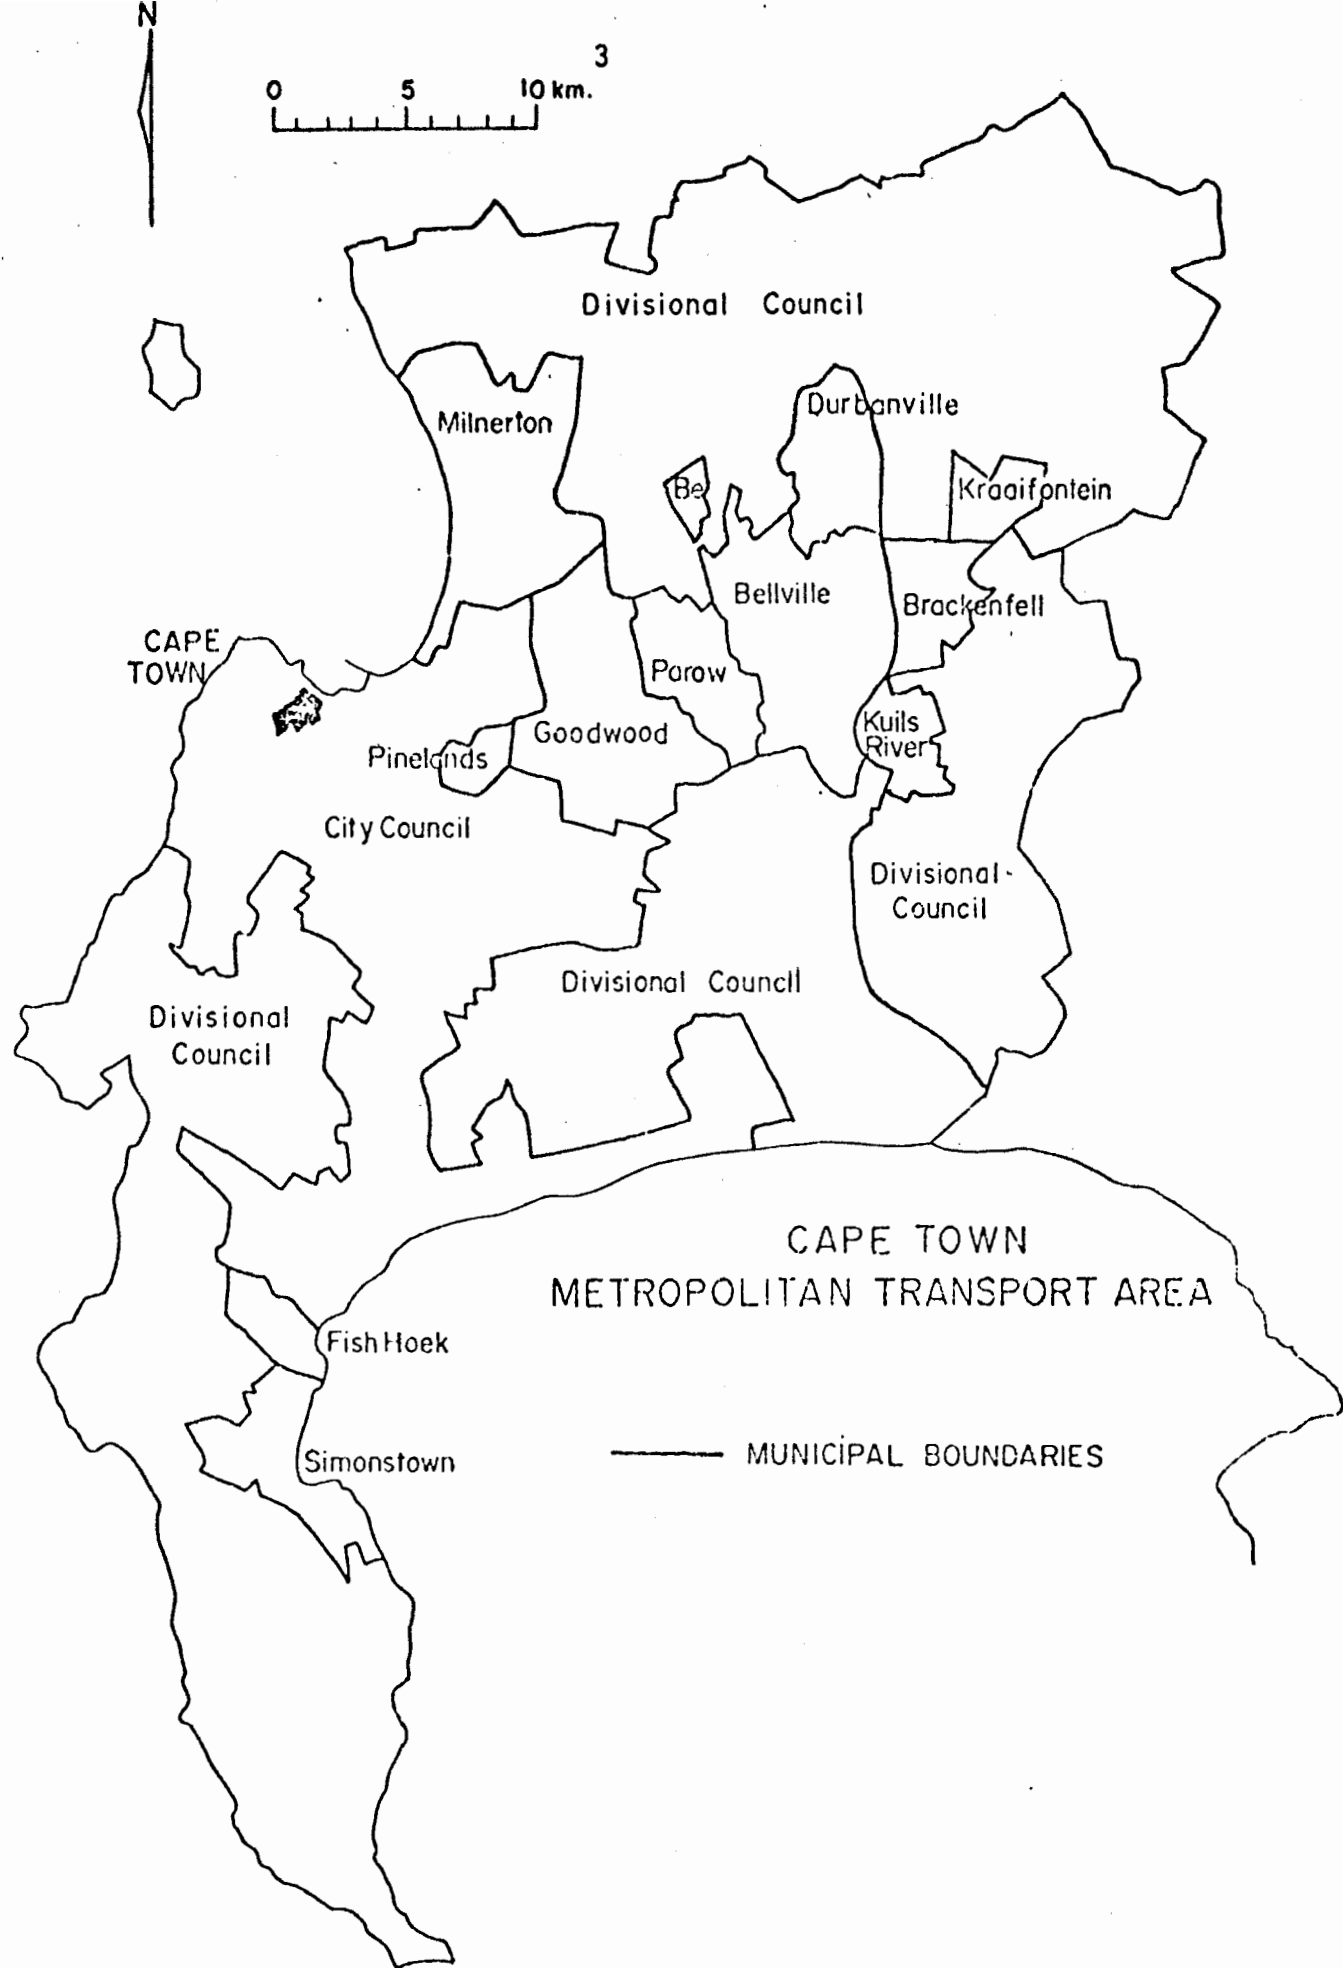 N
3
0 5 10 km.
Divisional Council
Durbanville
Milnerton
Be
Kraaifontein
Bellville
Brackenfell
CAPE
TOWN
Parow
Kuils
River
Goodwood
Pinelands
City Council
Divisional
Council
Divisional Council
Divisional
Council
CAPE TOWN
METROPOLITAN TRANSPORT AREA
Fish Hoek
MUNICIPAL BOUNDARIES
Simonstown